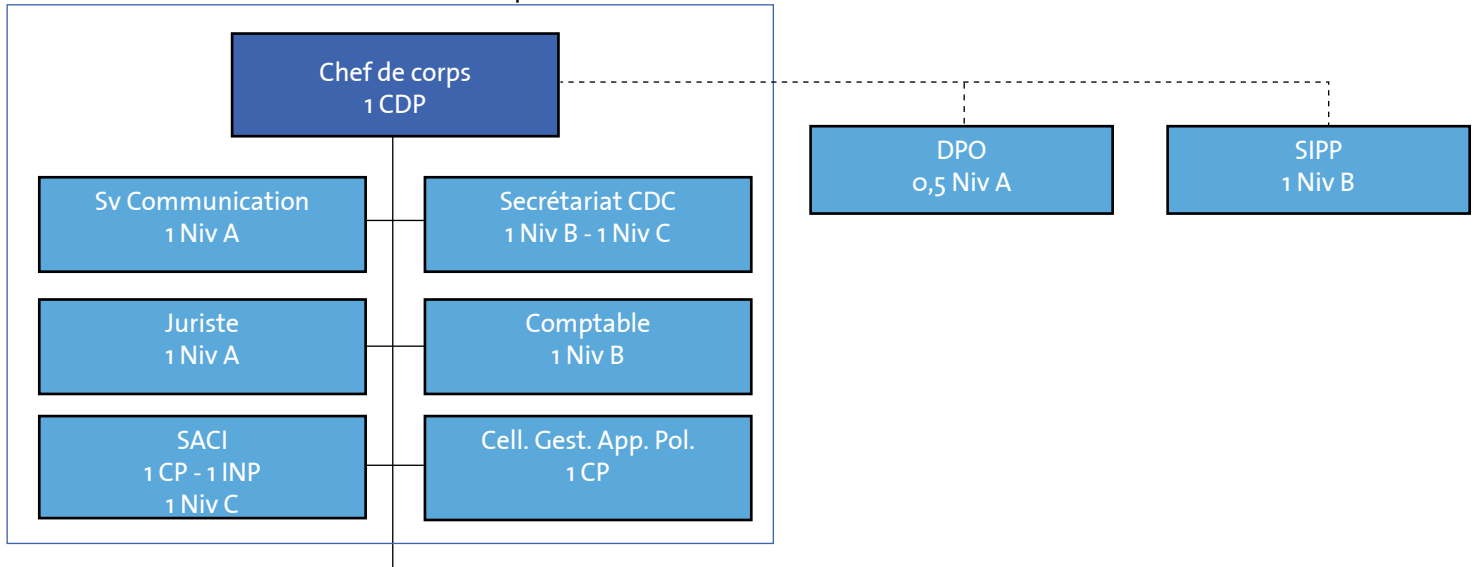 Chef de corps
1 CDP
DPO
0,5 Niv A
SIPP
1 Niv B
Sv Communication
1 Niv A
Secrétariat CDC
1 Niv B - 1 Niv C
Juriste
1 Niv A
Comptable
1 Niv B
SACI
1 CP - 1 INP
1 Niv C
Cell. Gest. App. Pol.
1 CP